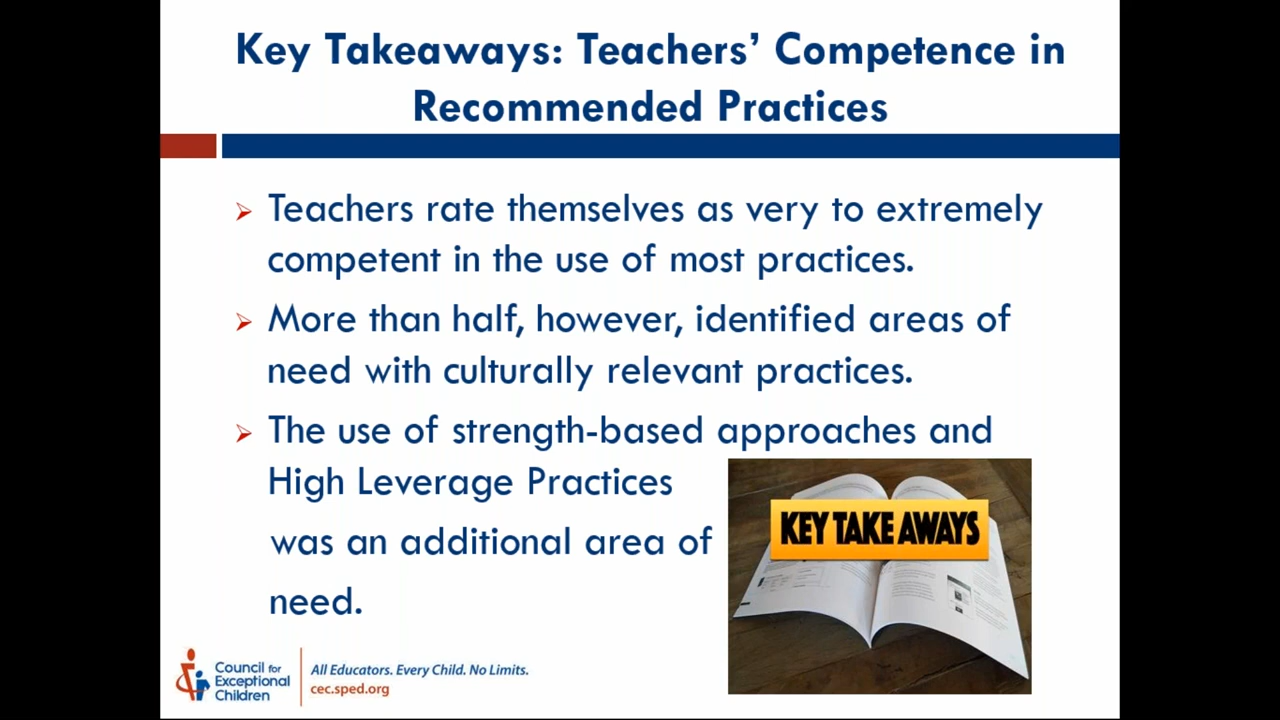 Key Takeaways: Teachers’ Competence in
Recommended Practices
Teachers rate themselves as very to extremely
competent in the use of most practices.
More than half, however, identified areas of
need with culturally relevant practices.
The use of strength-based approaches and
High Leverage Practices
was an additional area of
need.
KEY TAKE AWAYS
Council for
Exceptional
Children
All Educators. Every Child. No Limits.
cec.sped.org